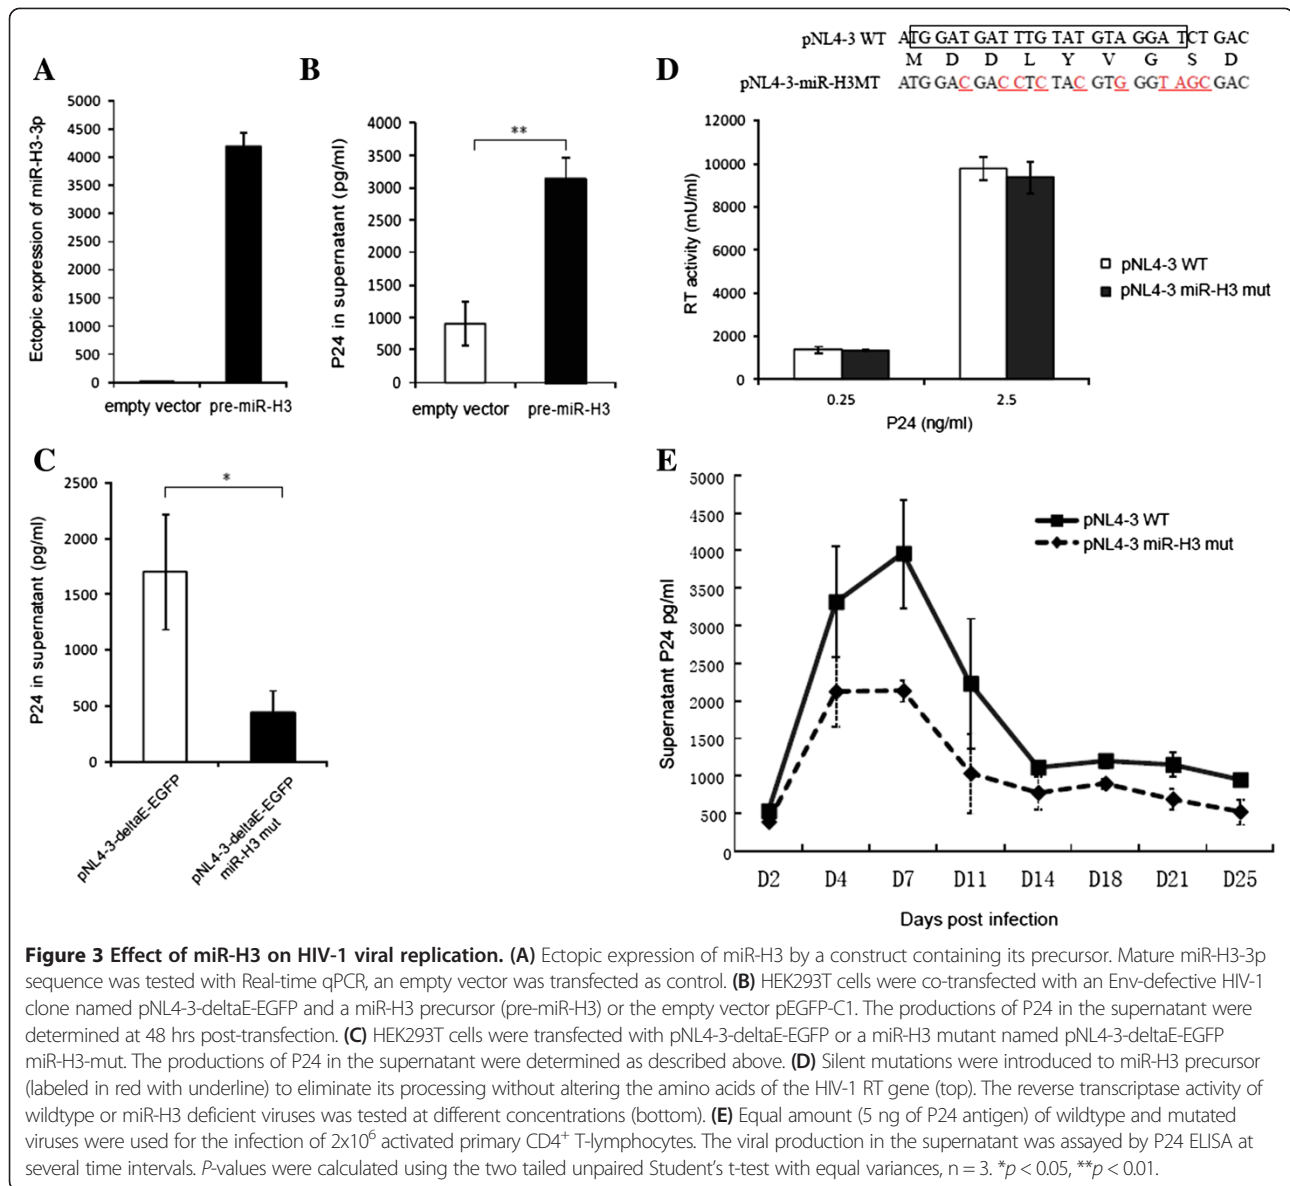 A
5000
4500
4000
3500
3000
2500
2000
1500
1000
500
0
Ectopic expression of miR-H3-3p
empty vector pre-miR-H3
B
4000
3500
3000
2500
2000
1500
1000
500
0
P24 in supernatant (pg/ml)
**
empty vector pre-miR-H3
D
pNL4-3 WT ATGGAT GAT TTG TAT GTA GGAT CT GAC
M D D L Y V G S D
pNL4-3-miR-H3MT ATG GAC GAC CTC TAC GTG GGT AGC GAC
12000
10000
8000
6000
4000
2000
0
RT activity (mU/ml)
0.25 2.5
P24 (ng/ml)
pNL4-3 WT
pNL4-3 miR-H3 mut
C
2500
2000
1500
1000
500
0
P24 in supernatant (pg/ml)
*
pNL4-3-deltaE-EGFP
pNL4-3-deltaE-EGFP
miR-H3 mut
E
5000
4500
4000
3500
3000
2500
2000
1500
1000
500
0
Supernatant P24 pg/ml
pNL4-3 WT
pNL4-3 miR-H3 mut
D2 D4 D7 D11 D14 D18 D21 D25
Days post infection
Figure 3 Effect of miR-H3 on HIV-1 viral replication. (A) Ectopic expression of miR-H3 by a construct containing its precursor. Mature miR-H3-3p
sequence was tested with Real-time qPCR, an empty vector was transfected as control. (B) HEK293T cells were co-transfected with an Env-defective HIV-1
clone named pNL4-3-deltaE-EGFP and a miR-H3 precursor (pre-miR-H3) or the empty vector pEGFP-C1. The productions of P24 in the supernatant were
determined at 48 hrs post-transfection. (C) HEK293T cells were transfected with pNL4-3-deltaE-EGFP or a miR-H3 mutant named pNL4-3-deltaE-EGFP
miR-H3-mut. The productions of P24 in the supernatant were determined as described above. (D) Silent mutations were introduced to miR-H3 precursor
(labeled in red with underline) to eliminate its processing without altering the amino acids of the HIV-1 RT gene (top). The reverse transcriptase activity of
wildtype or miR-H3 deficient viruses was tested at different concentrations (bottom). (E) Equal amount (5 ng of P24 antigen) of wildtype and mutated
viruses were used for the infection of 2x10⁶ activated primary CD4⁺ T-lymphocytes. The viral production in the supernatant was assayed by P24 ELISA at
several time intervals. P-values were calculated using the two tailed unpaired Student's t-test with equal variances, n = 3. *p < 0.05, **p < 0.01.